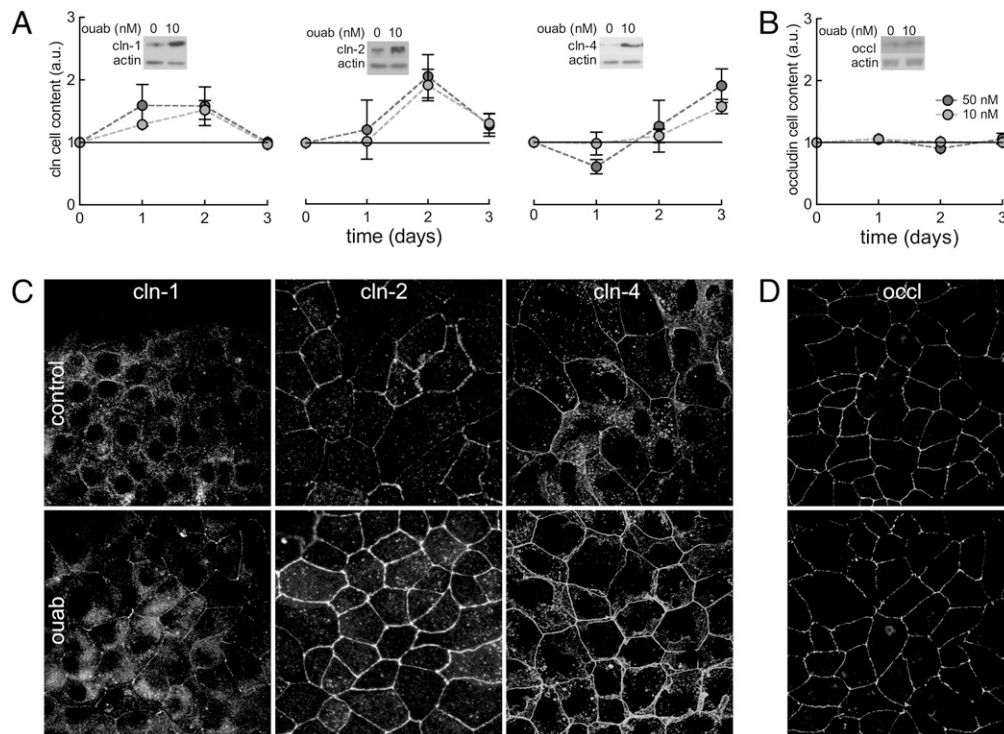 A
B
ouab (nM) 0 10
cln-1
actin
ouab (nM) 0 10
cln-2
actin
ouab (nM) 0 10
cln-4
actin
ouab (nM) 0 10
occl
actin
cln cell content (a.u.)
3
2
1
0
0 1 2 3
0 1 2 3
time (days)
0 1 2 3
occludin cell content (a.u.)
3
2
1
0
50 nM
10 nM
0 1 2 3
time (days)
C
cln-1
cln-2
cln-4
D
occl
control
ouab